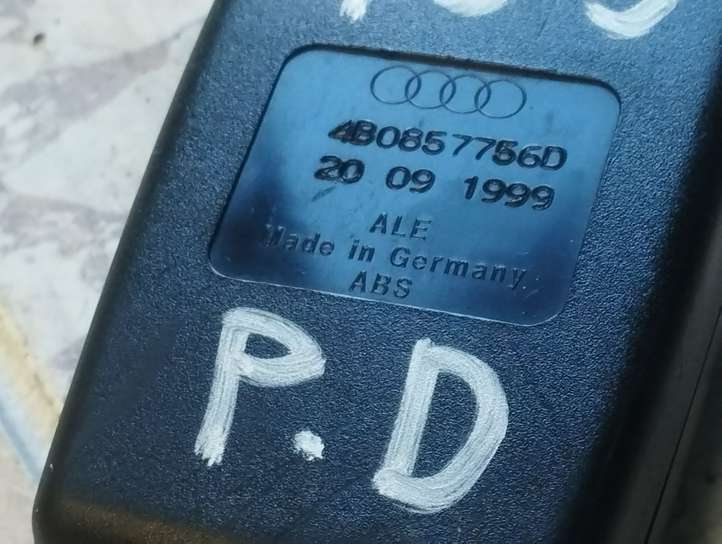 4B0857756D
20 09 1999
ALE
Made in Germany
ABS
P.D